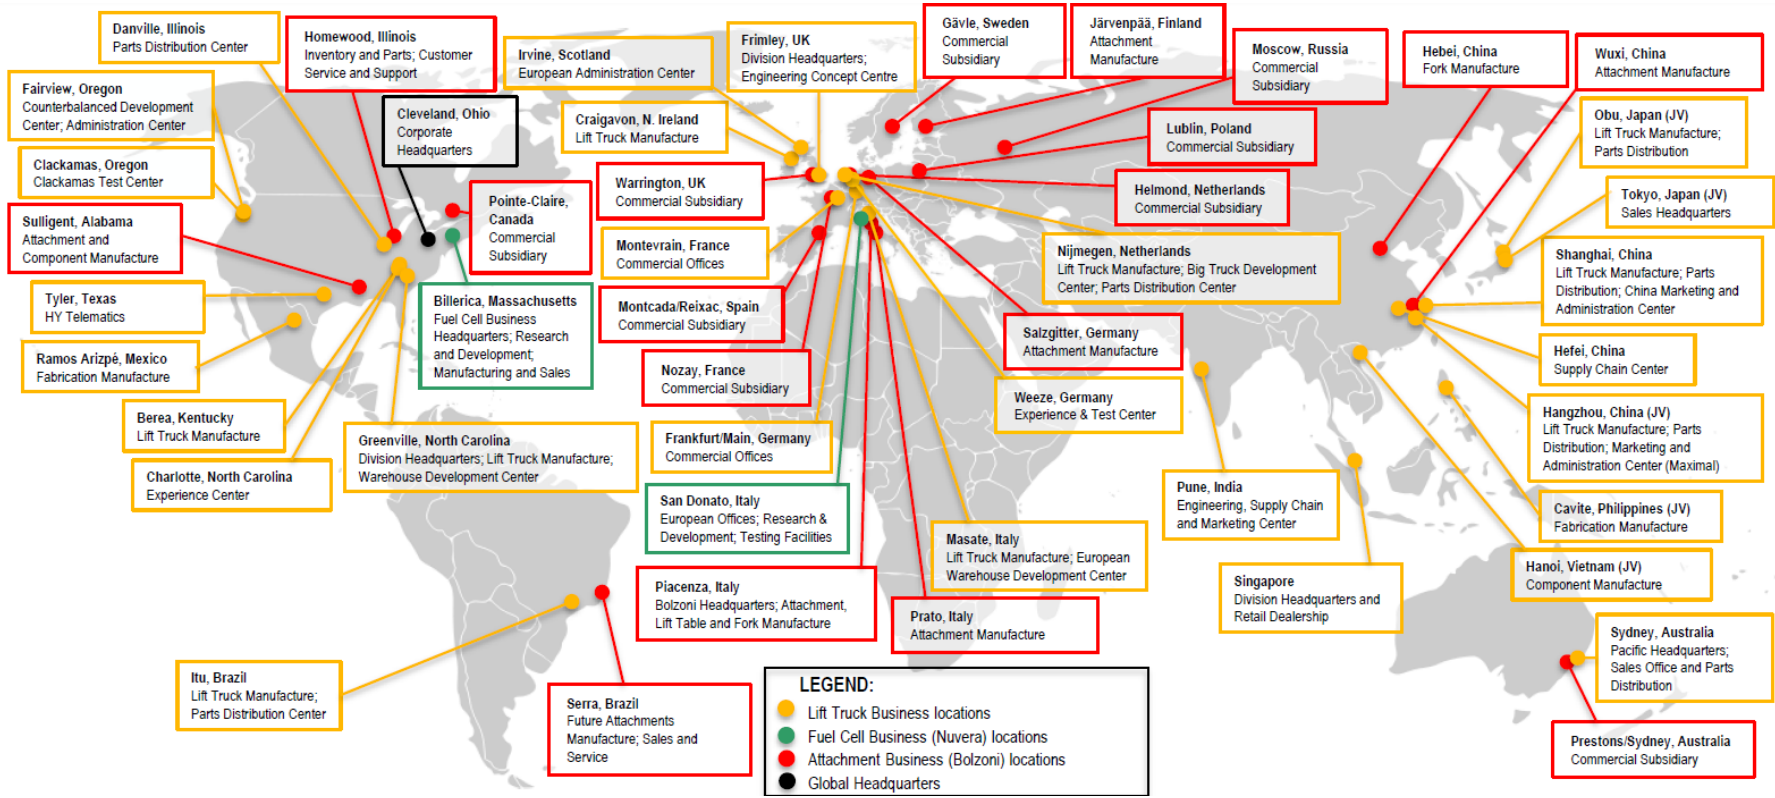 Danville, Illinois
Parts Distribution Center
Homewood, Illinois
Inventory and Parts; Customer
Service and Support
Irvine, Scotland
European Administration Center
Frimley, UK
Division Headquarters;
Engineering Concept Centre
Gävle, Sweden
Commercial
Subsidiary
Järvenpää, Finland
Attachment
Manufacture
Moscow, Russia
Commercial
Subsidiary
Hebei, China
Fork Manufacture
Wuxi, China
Attachment Manufacture
Fairview, Oregon
Counterbalanced Development
Center; Administration Center
Cleveland, Ohio
Corporate
Headquarters
Craigavon, N. Ireland
Lift Truck Manufacture
Lublin, Poland
Commercial Subsidiary
Obu, Japan (JV)
Lift Truck Manufacture;
Parts Distribution
Clackamas, Oregon
Clackamas Test Center
Pointe-Claire,
Canada
Commercial
Subsidiary
Warrington, UK
Commercial Subsidiary
Helmond, Netherlands
Commercial Subsidiary
Tokyo, Japan (JV)
Sales Headquarters
Sulligent, Alabama
Attachment and
Component Manufacture
Montevrain, France
Commercial Offices
Nijmegen, Netherlands
Lift Truck Manufacture; Big Truck Development
Center; Parts Distribution Center
Shanghai, China
Lift Truck Manufacture; Parts
Distribution; China Marketing and
Administration Center
Tyler, Texas
HY Telematics
Billerica, Massachusetts
Fuel Cell Business
Headquarters; Research
and Development;
Manufacturing and Sales
Montcada/Reixac, Spain
Commercial Subsidiary
Salzgitter, Germany
Attachment Manufacture
Hefei, China
Supply Chain Center
Ramos Arizpé, Mexico
Fabrication Manufacture
Nozay, France
Commercial Subsidiary
Weeze, Germany
Experience & Test Center
Hangzhou, China (JV)
Lift Truck Manufacture; Parts
Distribution; Marketing and
Administration Center (Maximal)
Berea, Kentucky
Lift Truck Manufacture
Greenville, North Carolina
Division Headquarters; Lift Truck Manufacture;
Warehouse Development Center
Frankfurt/Main, Germany
Commercial Offices
Charlotte, North Carolina
Experience Center
San Donato, Italy
European Offices; Research &
Development; Testing Facilities
Pune, India
Engineering, Supply Chain
and Marketing Center
Cavite, Philippines (JV)
Fabrication Manufacture
Masate, Italy
Lift Truck Manufacture; European
Warehouse Development Center
Hanoi, Vietnam (JV)
Component Manufacture
Piacenza, Italy
Bolzoni Headquarters; Attachment,
Lift Table and Fork Manufacture
Prato, Italy
Attachment Manufacture
Singapore
Division Headquarters and
Retail Dealership
Sydney, Australia
Pacific Headquarters;
Sales Office and Parts
Distribution
Itu, Brazil
Lift Truck Manufacture;
Parts Distribution Center
Serra, Brazil
Future Attachments
Manufacture; Sales and
Service
LEGEND:
Lift Truck Business locations
Fuel Cell Business (Nuvera) locations
Attachment Business (Bolzoni) locations
Global Headquarters
Prestons/Sydney, Australia
Commercial Subsidiary